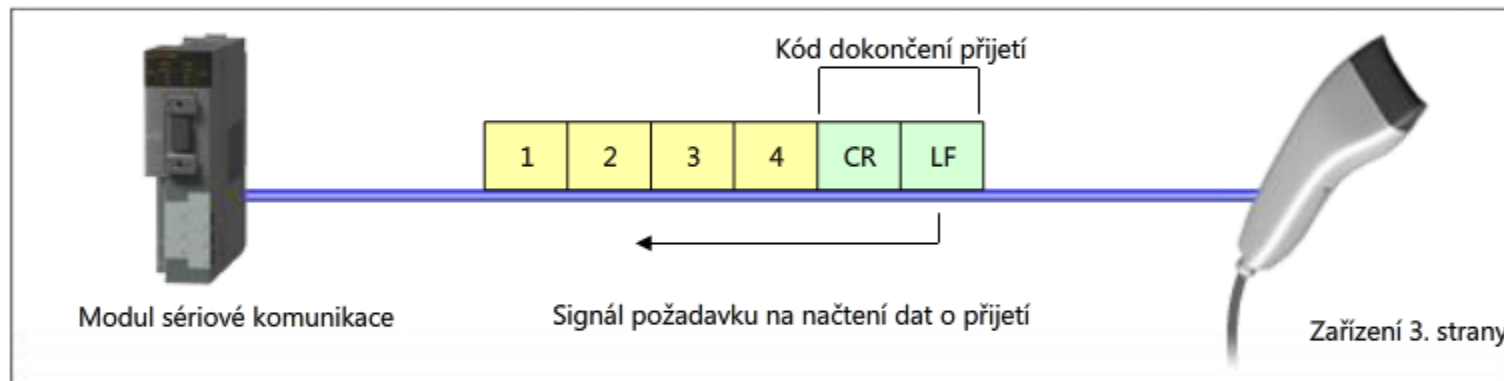 Kód dokončení přijetí
1 2 3 4 CR LF
Modul sériové komunikace
Signál požadavku na načtení dat o přijetí
Zařízení 3. strany